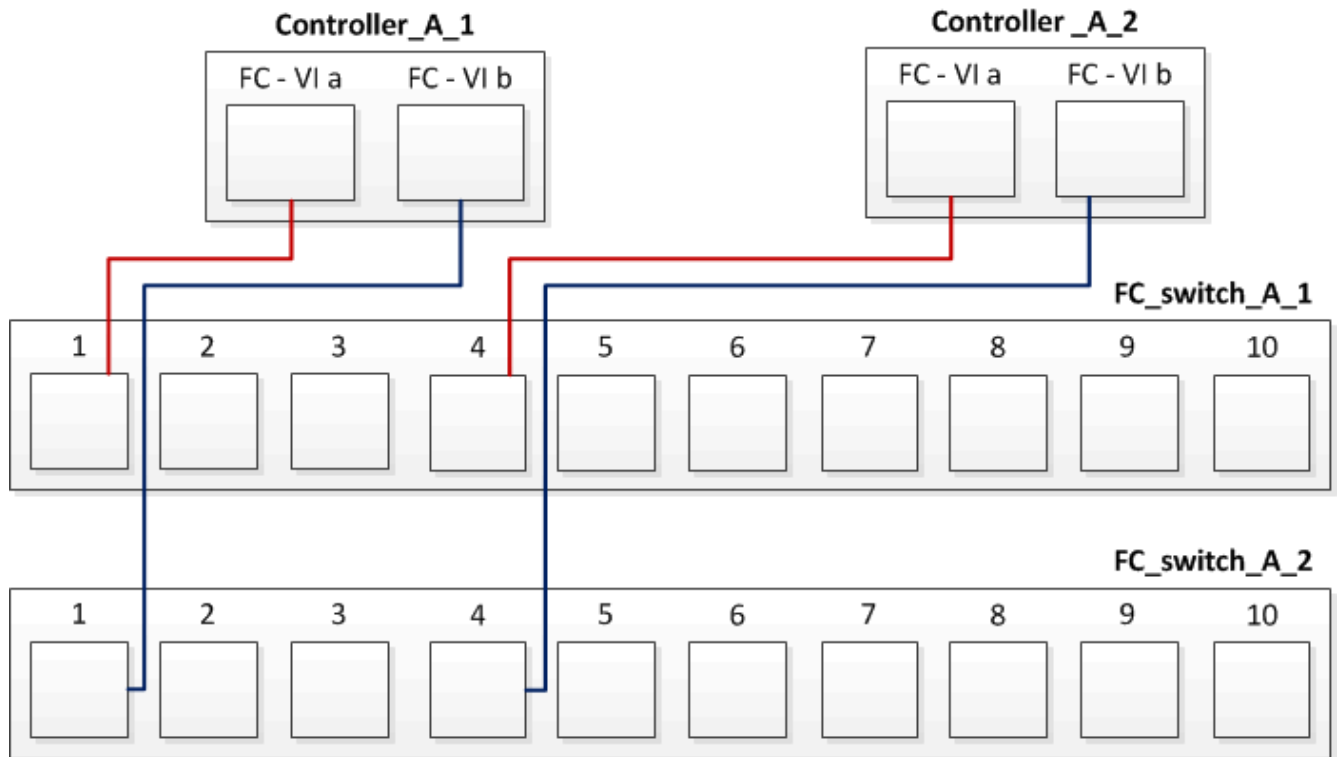 Controller_A_1
Controller _A_2
FC - VI a
FC - VI b
FC - VI a
FC - VI b
FC_switch_A_1
1 2 3 4 5 6 7 8 9 10
FC_switch_A_2
1 2 3 4 5 6 7 8 9 10